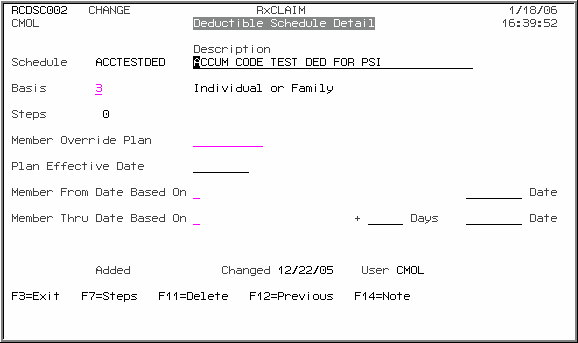 RCDSC002 CHANGE RxCLAIM 1/18/06
CMOL Deductible Schedule Detail 16:39:52
Description
Schedule ACCTESTDED ACCUM CODE TEST DED FOR PSI
Basis 3 Individual or Family
Steps 0
Member Override Plan
Plan Effective Date
Member From Date Based On _ Date
Member Thru Date Based On _ + Days Date
Added Changed 12/22/05 User CMOL
F3=Exit F7=Steps F11=Delete F12=Previous F14=Note